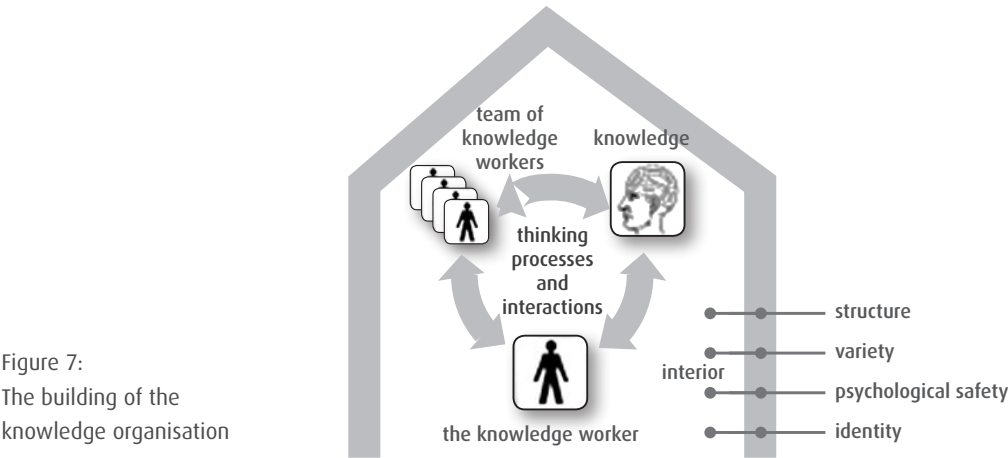 team of
knowledge
workers
knowledge
thinking
processes
and
interactions
structure
variety
interior
psychological safety
identity
the knowledge worker
Figure 7:
The building of the
knowledge organisation